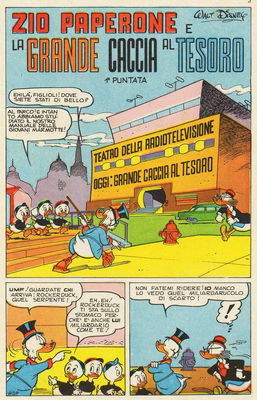 ZIO PAPERONE E
WALT DISNEY
LA GRANDE CACCIA AL TESORO
1ª PUNTATA
EHILÀ, FIGLIOLI! DOVE
SIETE STATI DI BELLO?
AL PARCO! E INTAN
TO ABBIAMO STU
DIATO IL NOSTRO
MANUALE DELLE
GIOVANI MARMOTTE!
TEATRO DELLA RADIOTELEVISIONE
OGGI: GRANDE CACCIA AL TESORO
UMF! GUARDATE CHI
ARRIVA! ROCKERDUCK,
QUEL SERPENTE!
EH, EH!
ROCKERDUCK
TI STA SULLO
STOMACO PER-
CHE' E' ANCHE LUI
MILIARDARIO
COME TE!
NON FATEMI RIDERE! IO MANCO
LO VEDO QUEL MILIARDARUCOLO
DI SCARTO!
!